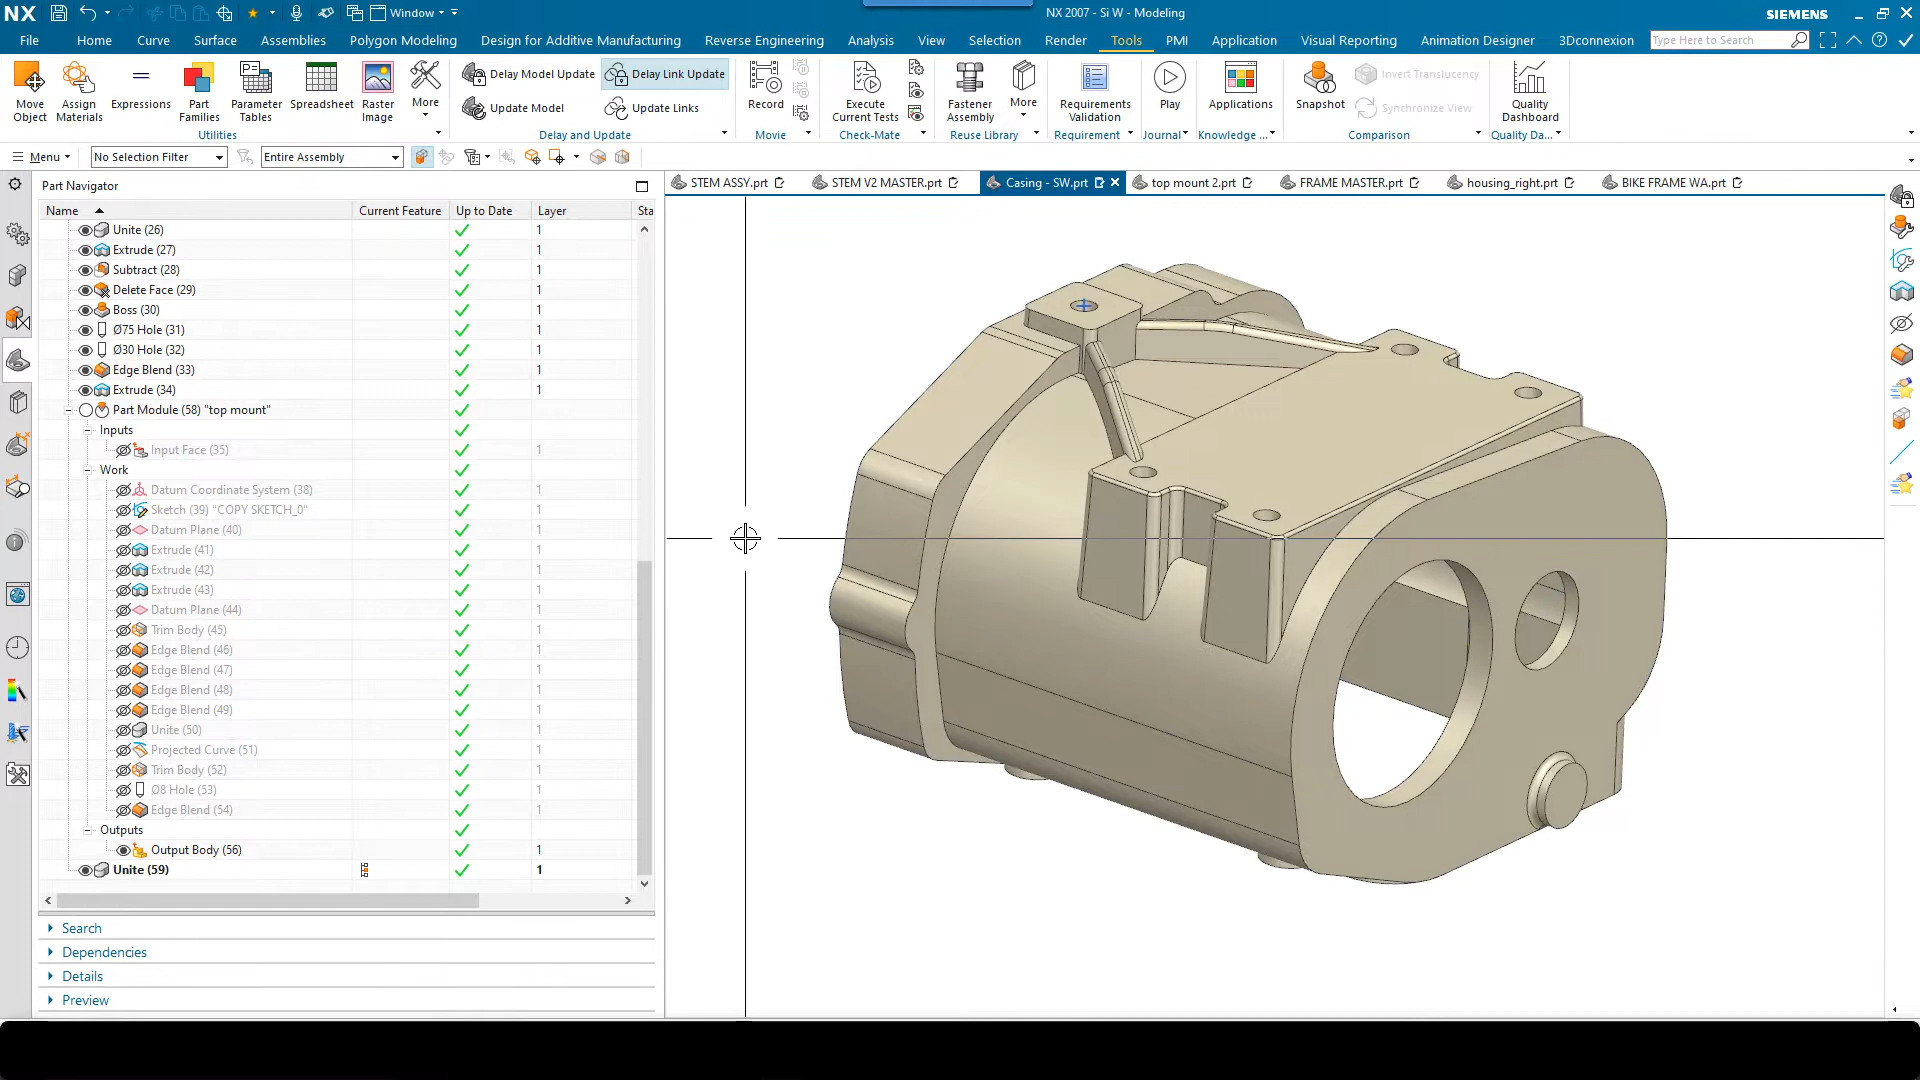 NX
Window
NX 2007 - Si W - Modeling
SIEMENS
File Home Curve Surface Assemblies Polygon Modeling Design for Additive Manufacturing Reverse Engineering Analysis View Selection Render Tools PMI Application Visual Reporting Animation Designer 3Dconnexion Type Here to Search
Move Object
Assign Materials
Expressions
Part Families
Parameter Tables
Spreadsheet
Raster Image
More
Utilities
Delay Model Update
Delay Link Update
Update Model
Update Links
Delay and Update
Record
Movie
Execute Current Tests
Check-Mate
Fastener Assembly
More
Reuse Library
Requirements Validation
Requirement
Play
Journal
Applications
Knowledge ...
Snapshot
Invert Translucency
Synchronize View
Comparison
Quality Dashboard
Quality Da...
Menu
No Selection Filter
Entire Assembly
Part Navigator
STEM ASSY.prt
STEM V2 MASTER.prt
Casing - SW.prt
top mount 2.prt
FRAME MASTER.prt
housing_right.prt
BIKE FRAME WA.prt
Name Current Feature Up to Date Layer Sta
Unite (26) 1
Extrude (27) 1
Subtract (28) 1
Delete Face (29) 1
Boss (30) 1
Ø75 Hole (31) 1
Ø30 Hole (32) 1
Edge Blend (33) 1
Extrude (34) 1
Part Module (58) "top mount"
Inputs
Input Face (35) 1
Work
Datum Coordinate System (38) 1
Sketch (39) "COPY SKETCH_0" 1
Datum Plane (40) 1
Extrude (41) 1
Extrude (42) 1
Extrude (43) 1
Datum Plane (44) 1
Trim Body (45) 1
Edge Blend (46) 1
Edge Blend (47) 1
Edge Blend (48) 1
Edge Blend (49) 1
Unite (50) 1
Projected Curve (51) 1
Trim Body (52) 1
Ø8 Hole (53) 1
Edge Blend (54) 1
Outputs
Output Body (56) 1
Unite (59) 1
Search
Dependencies
Details
Preview